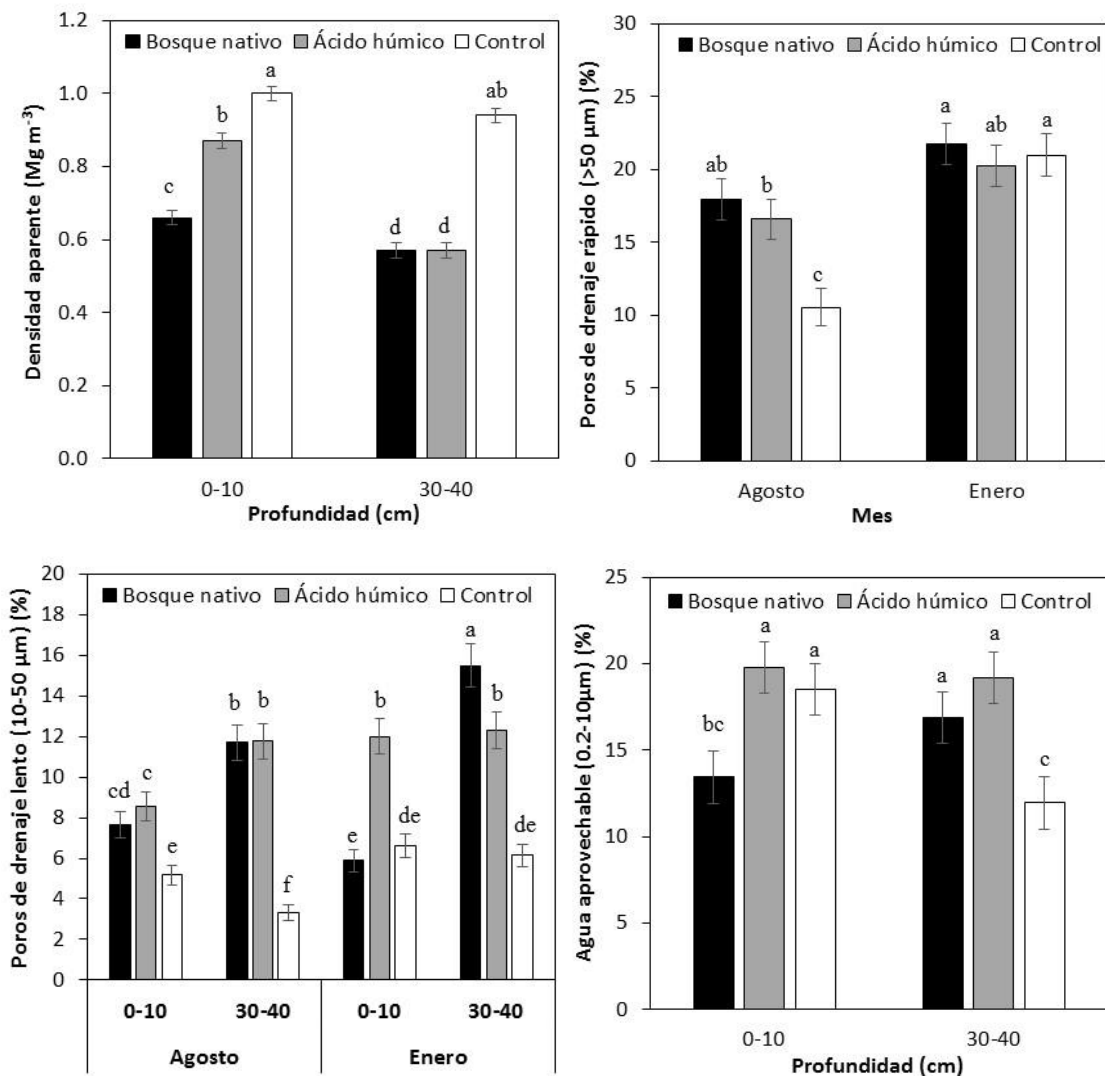 Densidad aparente (Mg m-3)
1.2
1.0
0.8
0.6
0.4
0.2
0.0
Bosque nativo Ácido húmico Control
c
b
a
d
d
ab
0-10 30-40
Profundidad (cm)
Poros de drenaje rápido (>50 µm) (%)
30
25
20
15
10
5
0
Bosque nativo Ácido húmico Control
ab
b
c
a
ab
a
Agosto Enero
Mes
Poros de drenaje lento (10-50 µm) (%)
20
18
16
14
12
10
8
6
4
2
0
Bosque nativo Ácido húmico Control
cd
c
e
b
b
f
e
b
de
a
b
de
0-10 30-40 0-10 30-40
Agosto Enero
Agua aprovechable (0.2-10µm) (%)
25
20
15
10
5
0
Bosque nativo Ácido húmico Control
bc
a
a
a
a
c
0-10 30-40
Profundidad (cm)